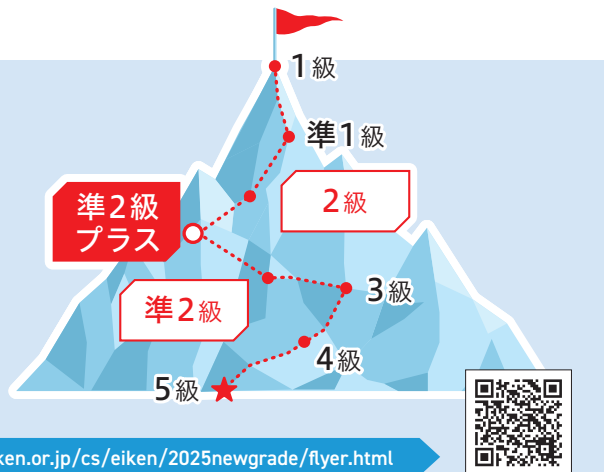 1級
準1級
2級
準2級
プラス
準2級
3級
4級
5級
ken.or.jp/cs/eiken/2025newgrade/flyer.html